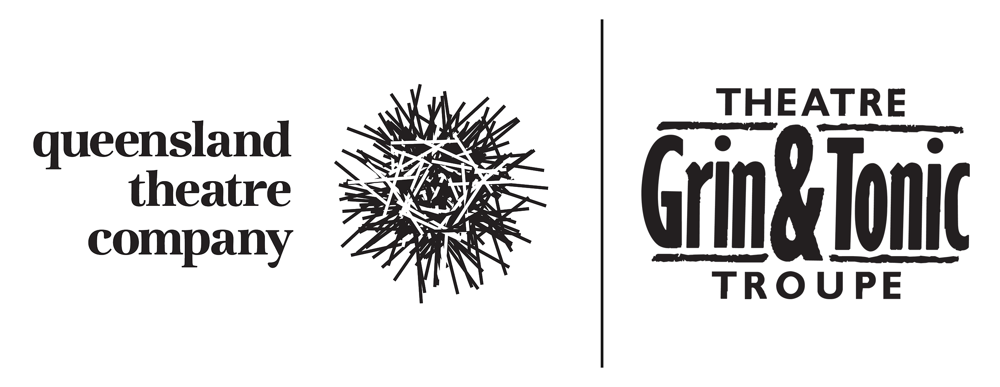 queensland
theatre
company
THEATRE
Grin & Tonic
TROUPE